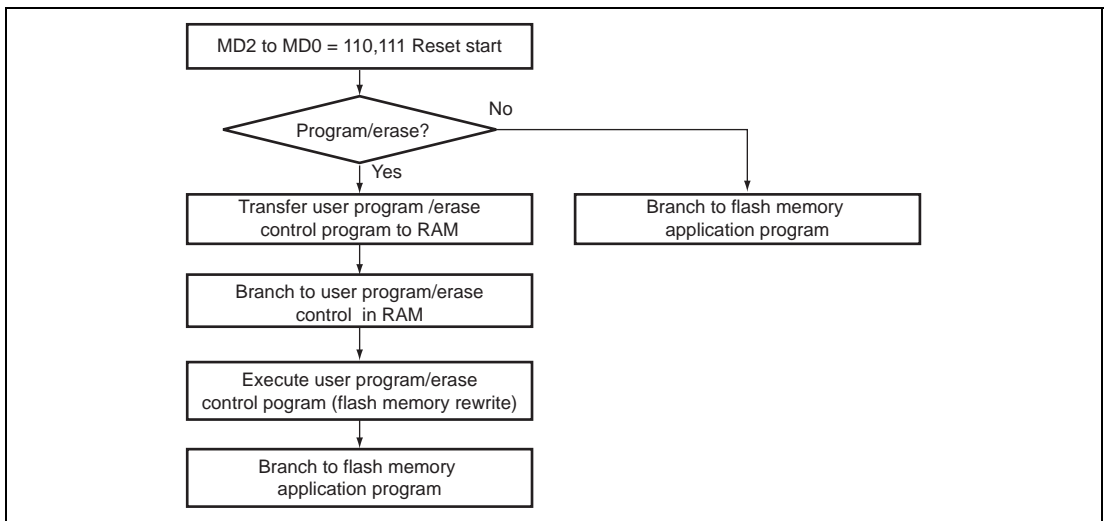 MD2 to MD0 = 110,111 Reset start
No
Program/erase?
Yes
Transfer user program /erase
control program to RAM
Branch to flash memory
application program
Branch to user program/erase
control in RAM
Execute user program/erase
control pogram (flash memory rewrite)
Branch to flash memory
application program